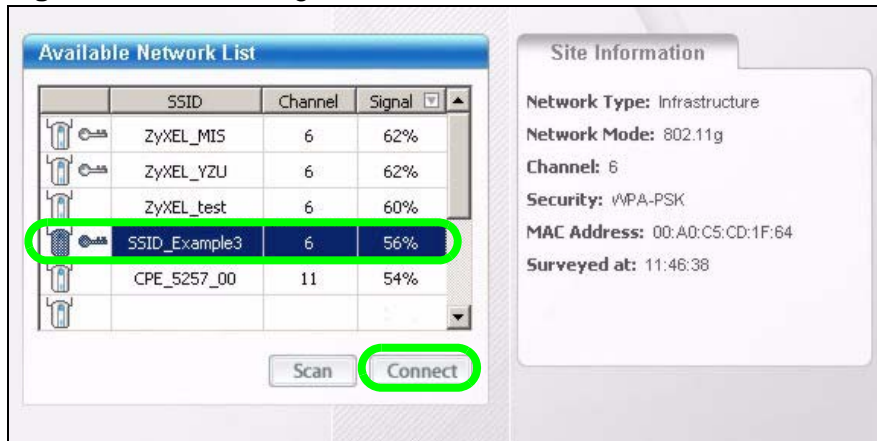 Available Network List
SSID Channel Signal
ZyXEL_MIS 6 62%
ZyXEL_YZU 6 62%
ZyXEL_test 6 60%
SSID_Example3 6 56%
CPE_5257_00 11 54%
Scan Connect
Site Information
Network Type: Infrastructure
Network Mode: 802.11g
Channel: 6
Security: WPA-PSK
MAC Address: 00:A0:C5:CD:1F:64
Surveyed at: 11:46:38